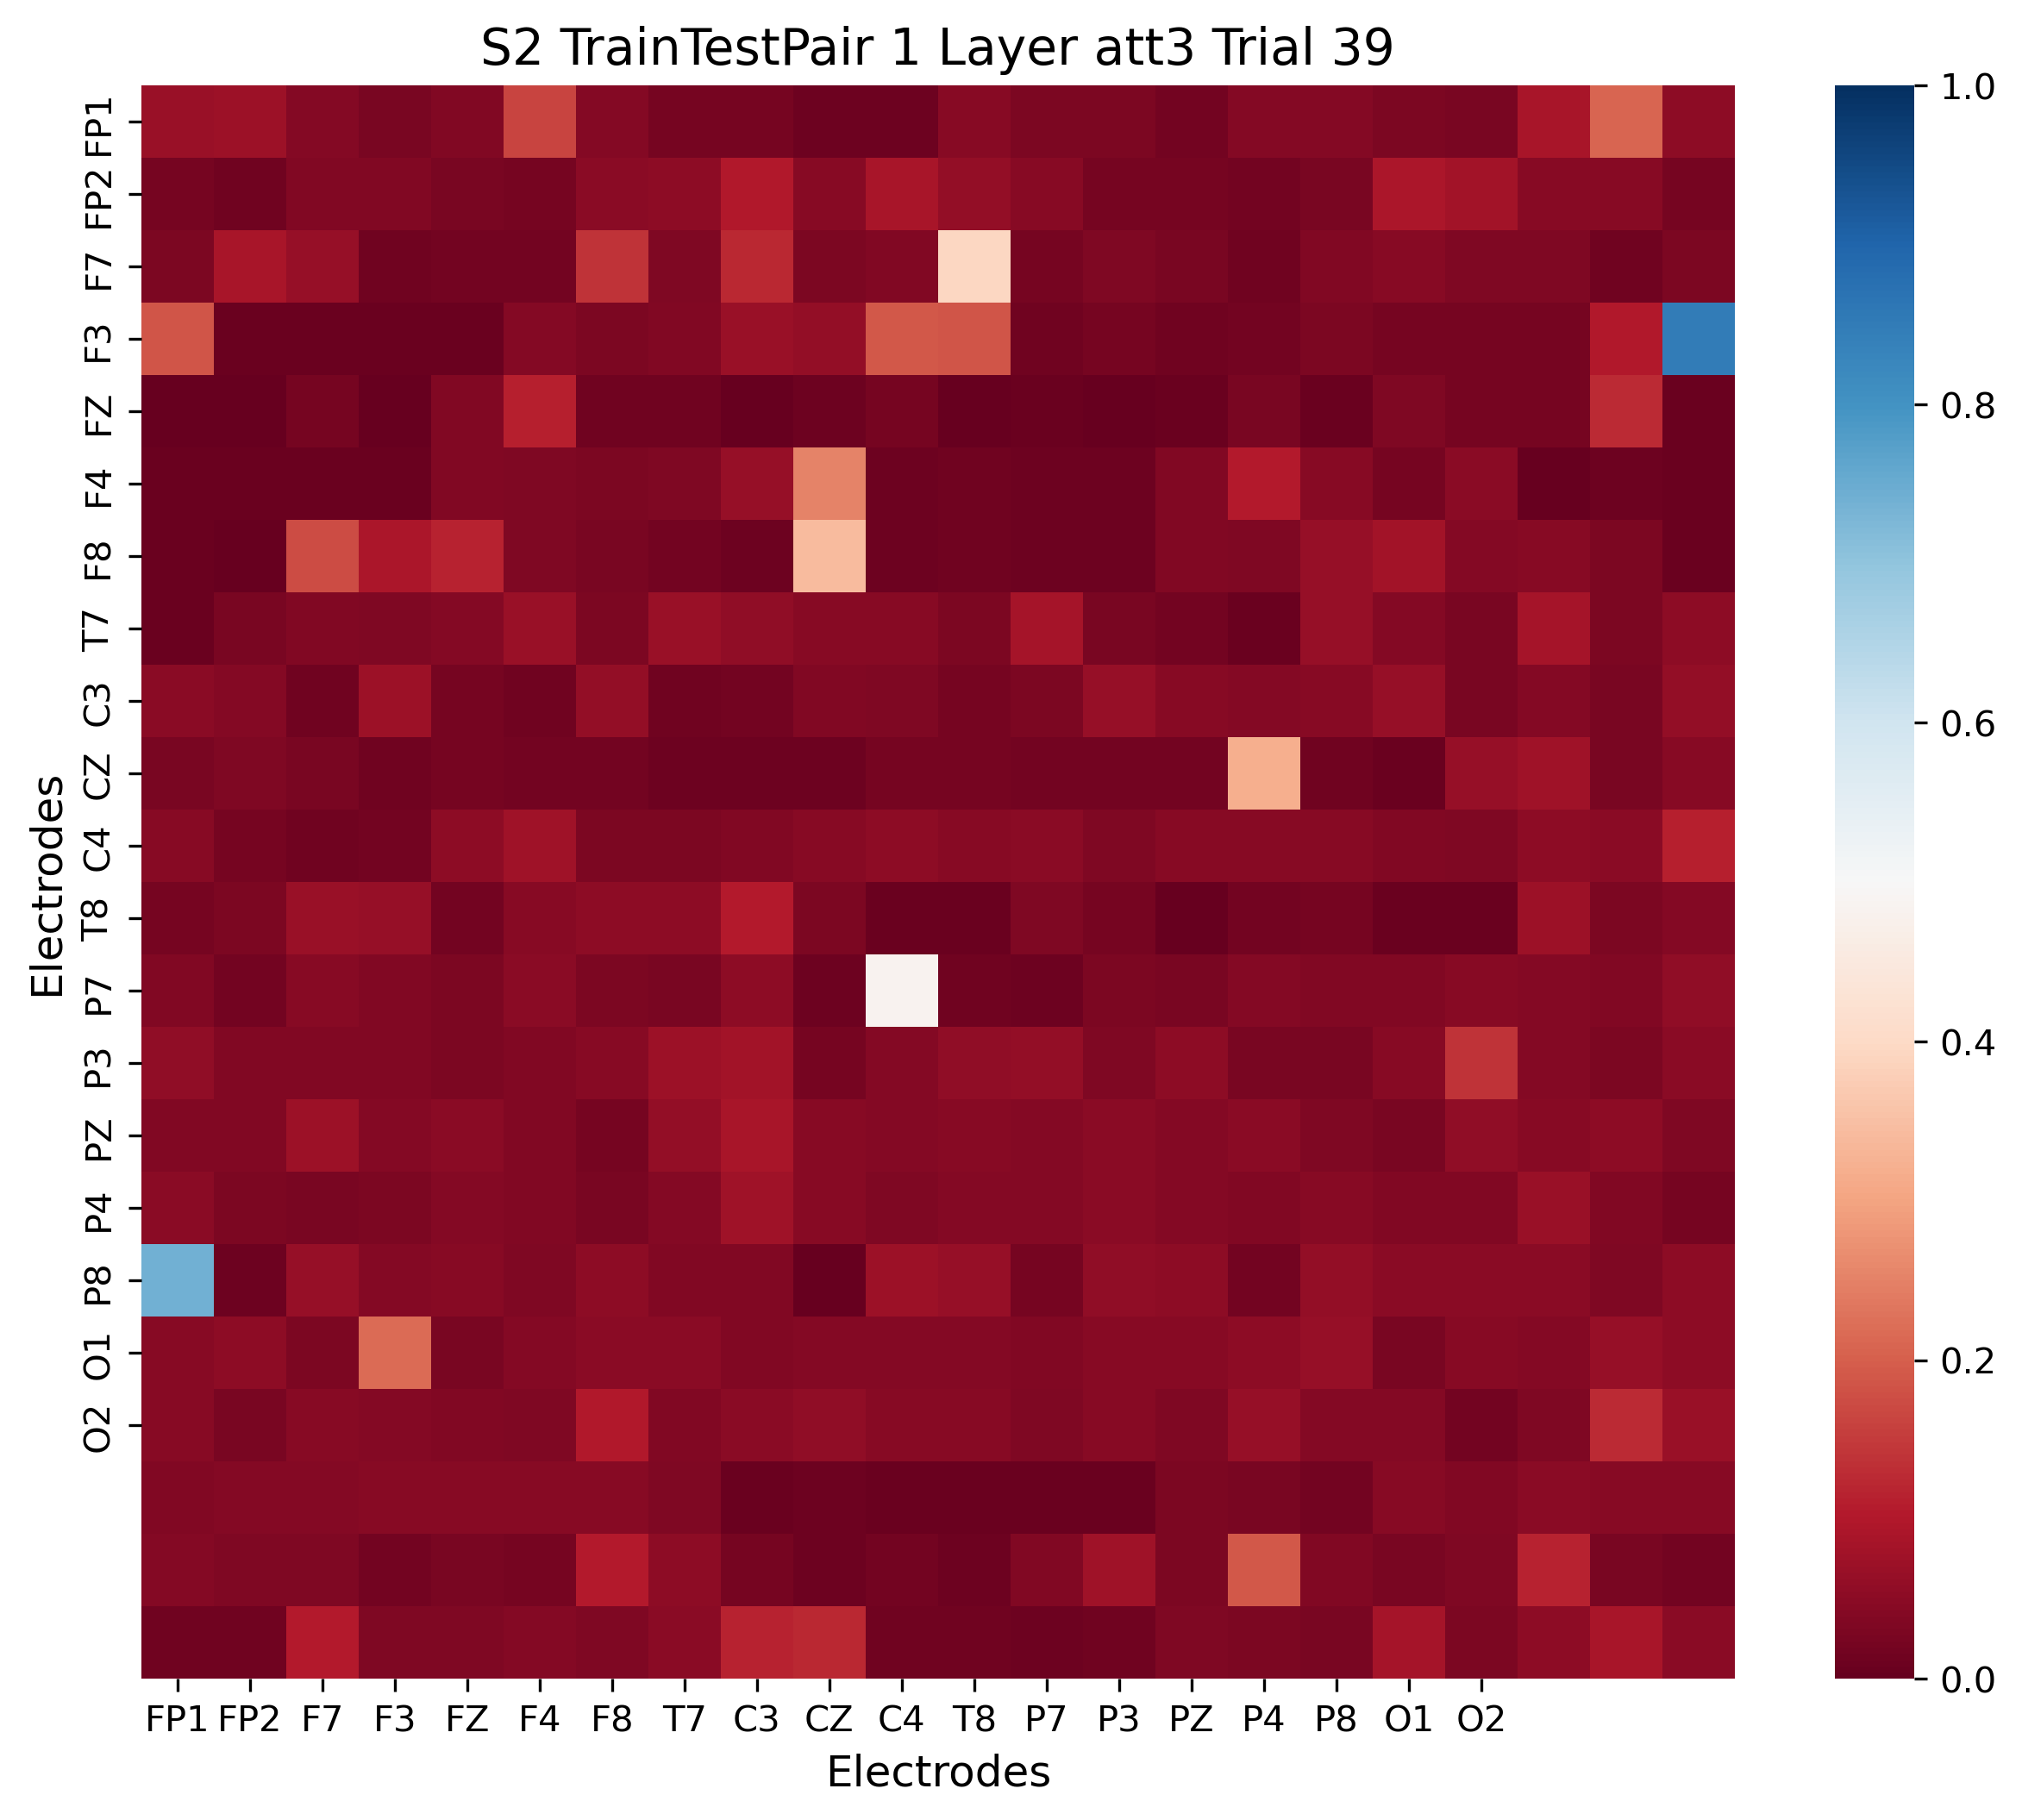 S2 TrainTestPair 1 Layer att3 Trial 39
Electrodes
FP1
FP2
F7
F3
FZ
F4
F8
T7
C3
CZ
C4
T8
P7
P3
PZ
P4
P8
O1
O2
FP1 FP2 F7 F3 FZ F4 F8 T7 C3 CZ C4 T8 P7 P3 PZ P4 P8 O1 O2
Electrodes
1.0
0.8
0.6
0.4
0.2
0.0